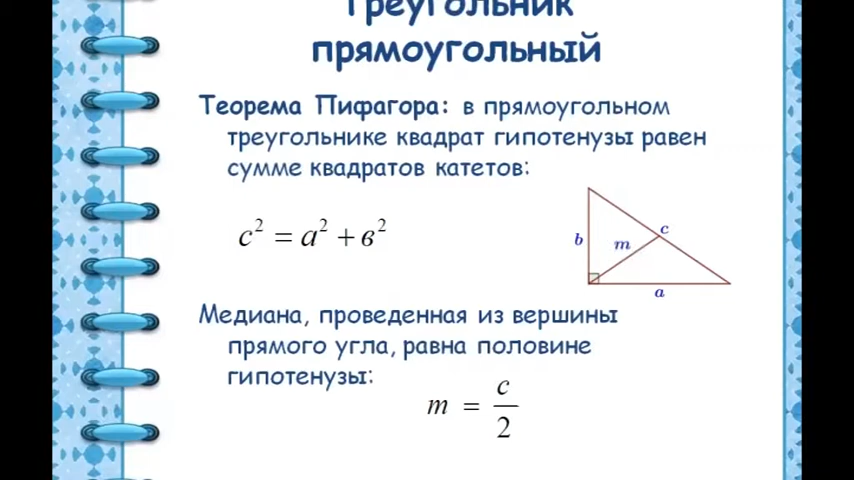 Треугольник
прямоугольный
Теорема Пифагора: в прямоугольном
треугольнике квадрат гипотенузы равен
сумме квадратов катетов:
c² = a² + в²
b
m
c
a
Медиана, проведенная из вершины
прямого угла, равна половине
гипотенузы:
m = c/2